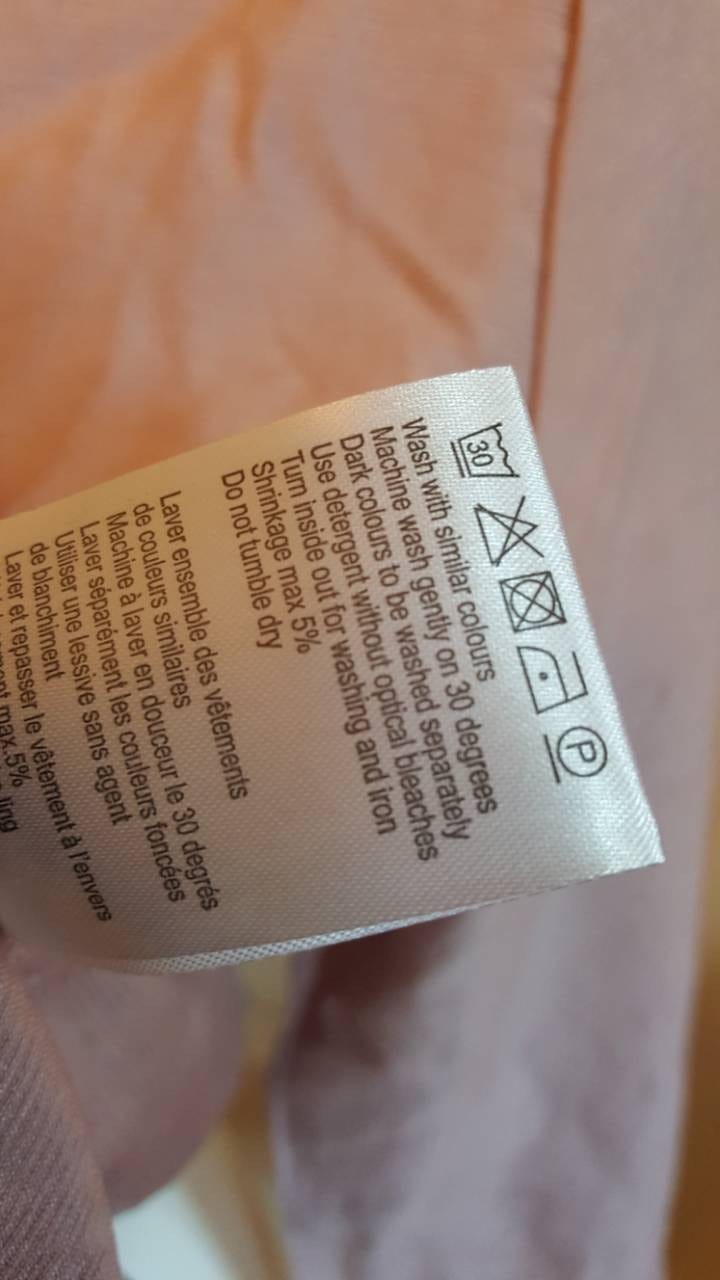 30
P
Wash with similar colours
Machine wash gently on 30 degrees
Dark colours to be washed separately
Use detergent without optical bleaches
Turn inside out for washing and iron
Shrinkage max 5%
Do not tumble dry
Laver ensemble des vêtements
de couleurs similaires
Machine à laver en douceur le 30 degrés
Laver séparément les couleurs foncées
Utiliser une lessive sans agent
de blanchiment
Laver et repasser le vêtement à l'envers
max.5%